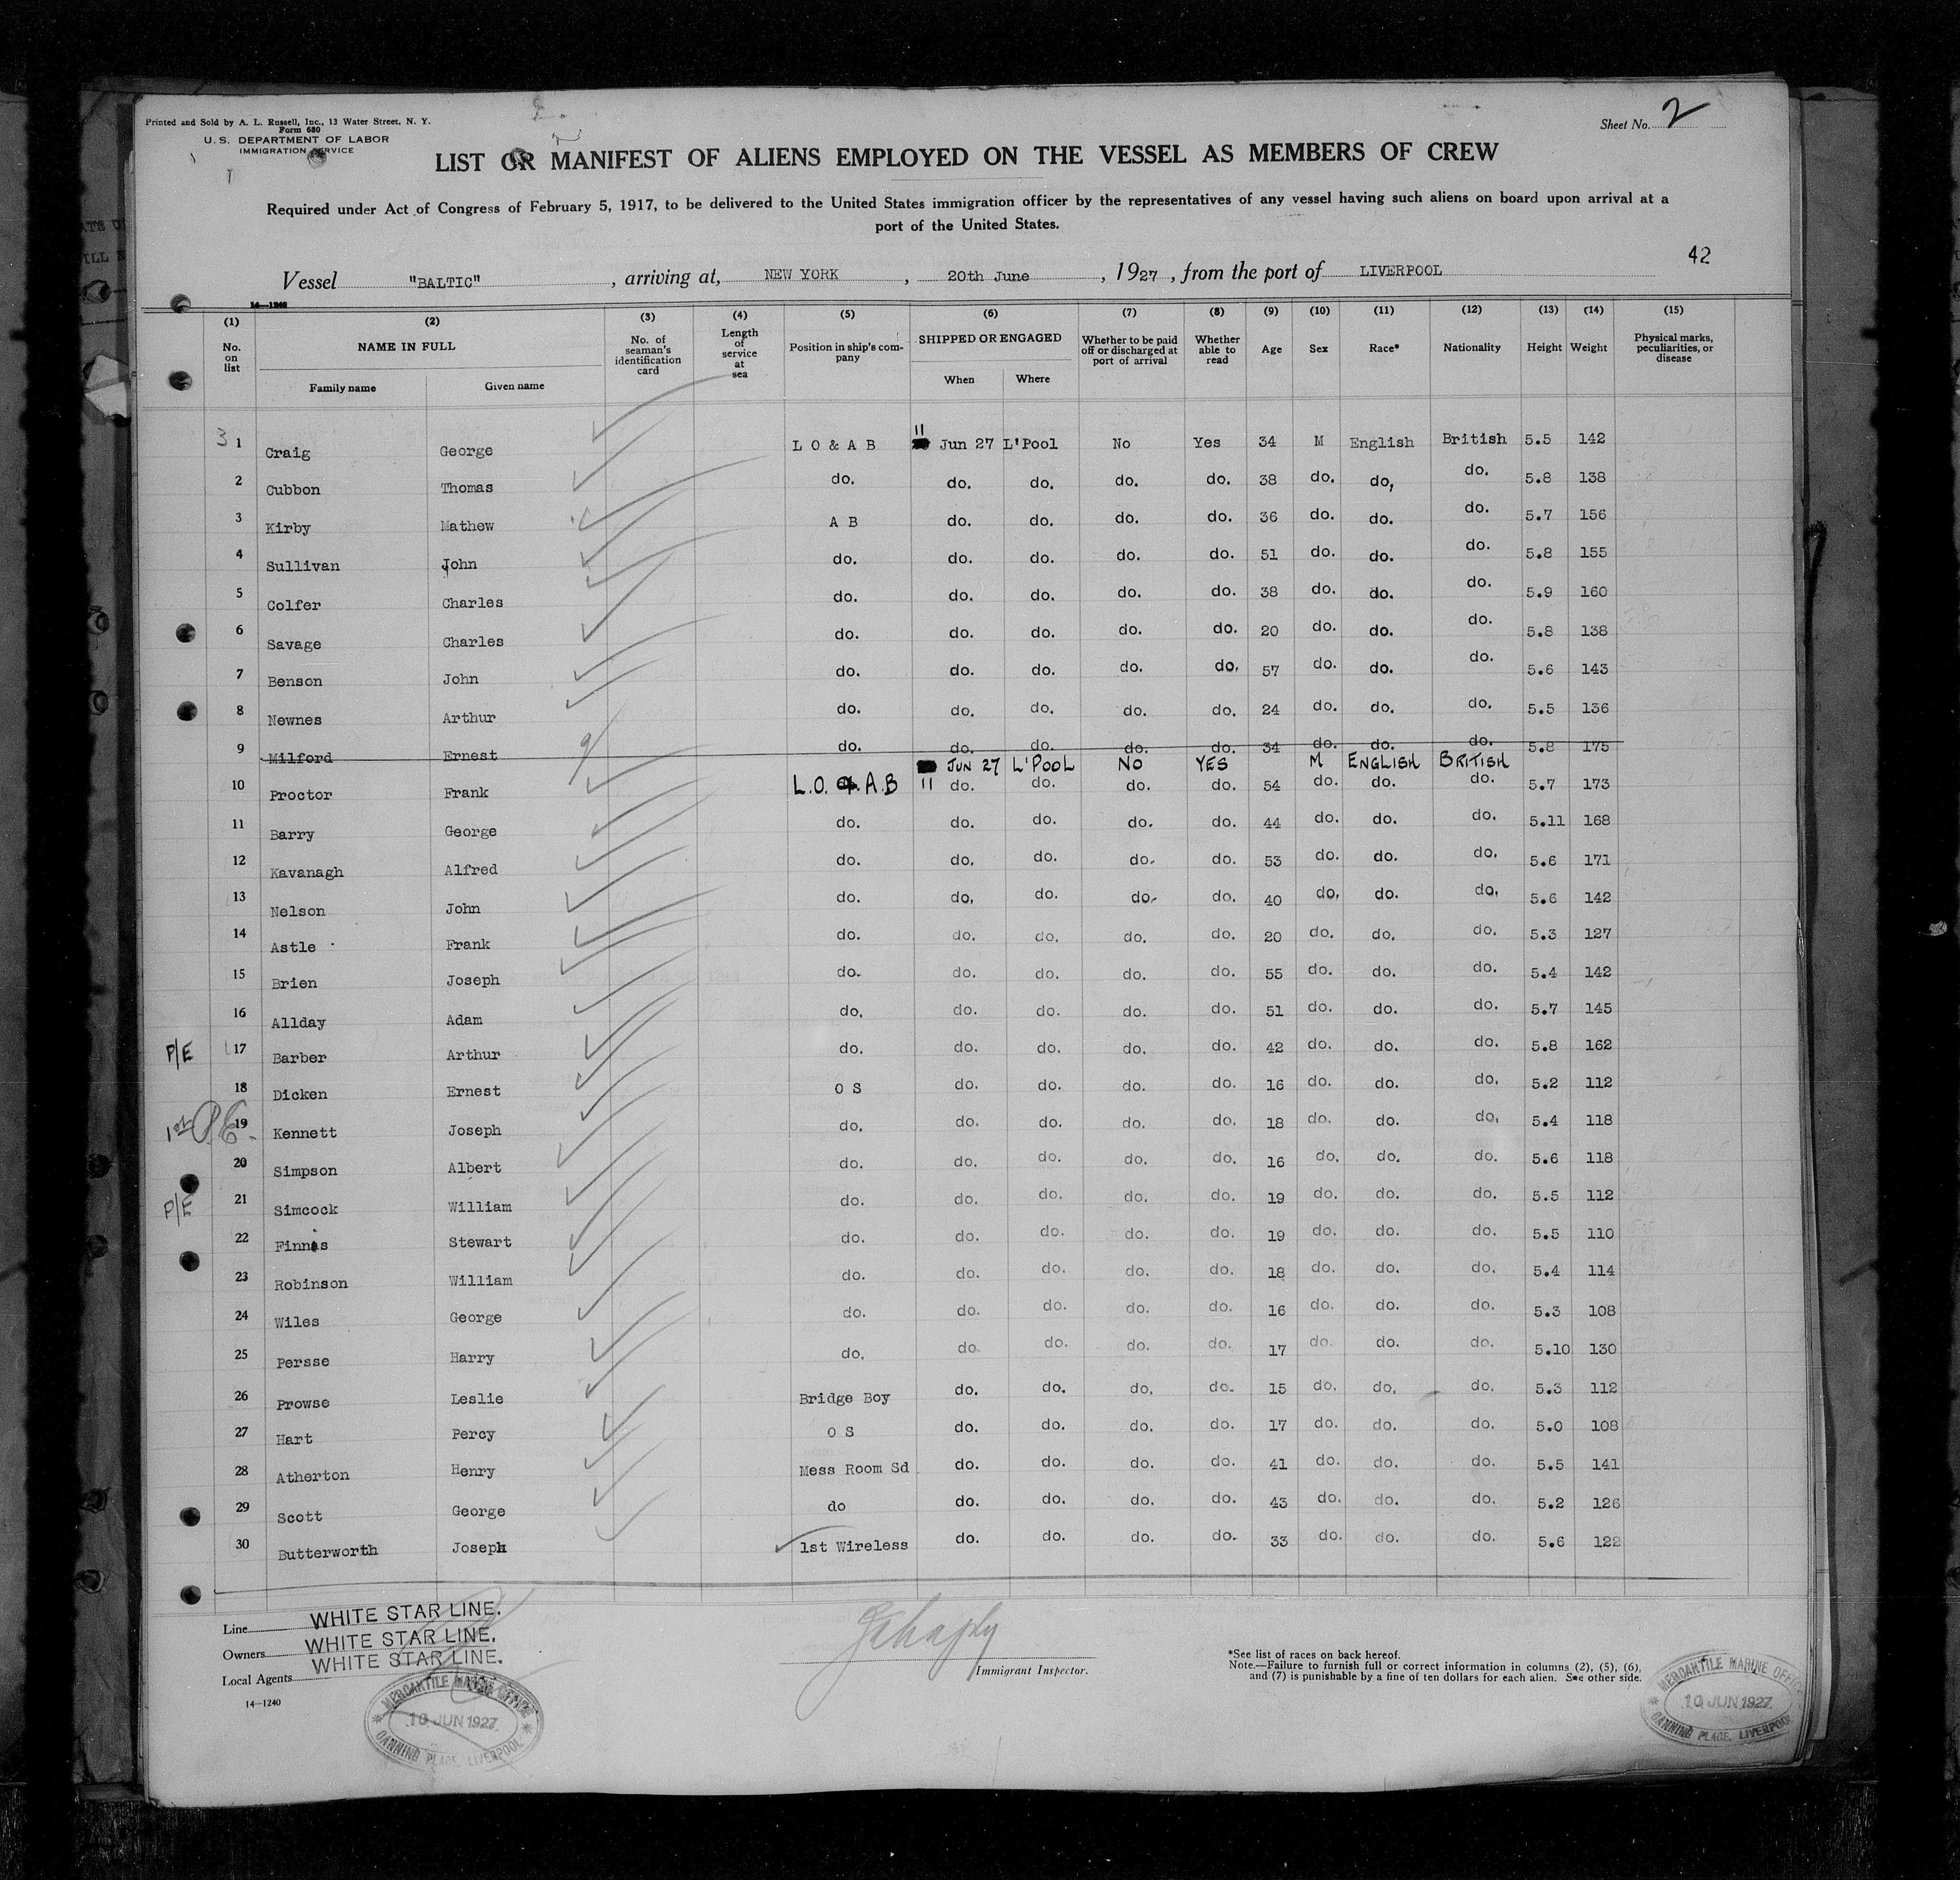 Printed and Sold by A. L. Russell, Inc., 13 Water Street, N. Y.
Form 680
U. S. DEPARTMENT OF LABOR
IMMIGRATION SERVICE
Sheet No. 2
LIST OR MANIFEST OF ALIENS EMPLOYED ON THE VESSEL AS MEMBERS OF CREW
Required under Act of Congress of February 5, 1917, to be delivered to the United States immigration officer by the representatives of any vessel having such aliens on board upon arrival at a
port of the United States.
42
Vessel "BALTIC", arriving at, NEW YORK, 20th June, 1927, from the port of LIVERPOOL
14—1240
(1) (2) (3) (4) (5) (6) (7) (8) (9) (10) (11) (12) (13) (14) (15)
No. on list NAME IN FULL Family name Given name No. of seaman's identification card Length of service at sea Position in ship's company SHIPPED OR ENGAGED When Where Whether to be paid off or discharged at port of arrival Whether able to read Age Sex Race* Nationality Height Weight Physical marks, peculiarities, or disease
3 1 Craig George L O & A B 11 Jun 27 L'Pool No Yes 34 M English British 5.5 142
2 Cubbon Thomas do. do. do. do. do. 38 do. do, do. 5.8 138
3 Kirby Mathew A B do. do. do. do. 36 do. do. do. 5.7 156
4 Sullivan John do. do. do. do. do. 51 do. do. do. 5.8 155
5 Colfer Charles do. do. do. do. do. 38 do. do. do. 5.9 160
6 Savage Charles do. do. do. do. do. 20 do. do. do. 5.8 138
7 Benson John do. do. do. do. do. 57 do. do. do. 5.6 143
8 Newnes Arthur do. do. do. do. do. 24 do. do. do. 5.5 136
9 Milford Ernest do. do. do. do. do. 34 do. do. do. 5.8 175
JUN 27 L'POOL NO YES M ENGLISH BRITISH
10 Proctor Frank L.O. & A.B 11 do. do. do. do. 54 do. do. do. 5.7 173
11 Barry George do. do. do. do. do. 44 do. do. do. 5.11 168
12 Kavanagh Alfred do. do. do. do. do. 53 do. do. do. 5.6 171
13 Nelson John do. do. do. do. do. 40 do. do. do. 5.6 142
14 Astle Frank do. do. do. do. do. 20 do. do. do. 5.3 127
15 Brien Joseph do. do. do. do. do. 55 do. do. do. 5.4 142
16 Allday Adam do. do. do. do. do. 51 do. do. do. 5.7 145
P/E 17 Barber Arthur do. do. do. do. do. 42 do. do. do. 5.8 162
18 Dicken Ernest O S do. do. do. do. 16 do. do. do. 5.2 112
1st P.E. 19 Kennett Joseph do. do. do. do. do. 18 do. do. do. 5.4 118
20 Simpson Albert do. do. do. do. do. 16 do. do. do. 5.6 118
P/E 21 Simcock William do. do. do. do. do. 19 do. do. do. 5.5 112
22 Finnis Stewart do. do. do. do. do. 19 do. do. do. 5.5 110
23 Robinson William do. do. do. do. do. 18 do. do. do. 5.4 114
24 Wiles George do. do. do. do. do. 16 do. do. do. 5.3 108
25 Persse Harry do. do. do. do. do. 17 do. do. do. 5.10 130
26 Prowse Leslie Bridge Boy do. do. do. do. 15 do. do. do. 5.3 112
27 Hart Percy O S do. do. do. do. 17 do. do. do. 5.0 108
28 Atherton Henry Mess Room Sd do. do. do. do. 41 do. do. do. 5.5 141
29 Scott George do do. do. do. do. 43 do. do. do. 5.2 126
30 Butterworth Joseph 1st Wireless do. do. do. do. 33 do. do. do. 5.6 122
Line WHITE STAR LINE.
Owners WHITE STAR LINE.
Local Agents WHITE STAR LINE.
14—1240
Immigrant Inspector.
*See list of races on back hereof.
Note.—Failure to furnish full or correct information in columns (2), (5), (6),
and (7) is punishable by a fine of ten dollars for each alien. See other side.
MERCANTILE MARINE OFFICE
10 JUN 1927
CANNING PLACE, LIVERPOOL
MERCANTILE MARINE OFFICE
10 JUN 1927
CANNING PLACE, LIVERPOOL